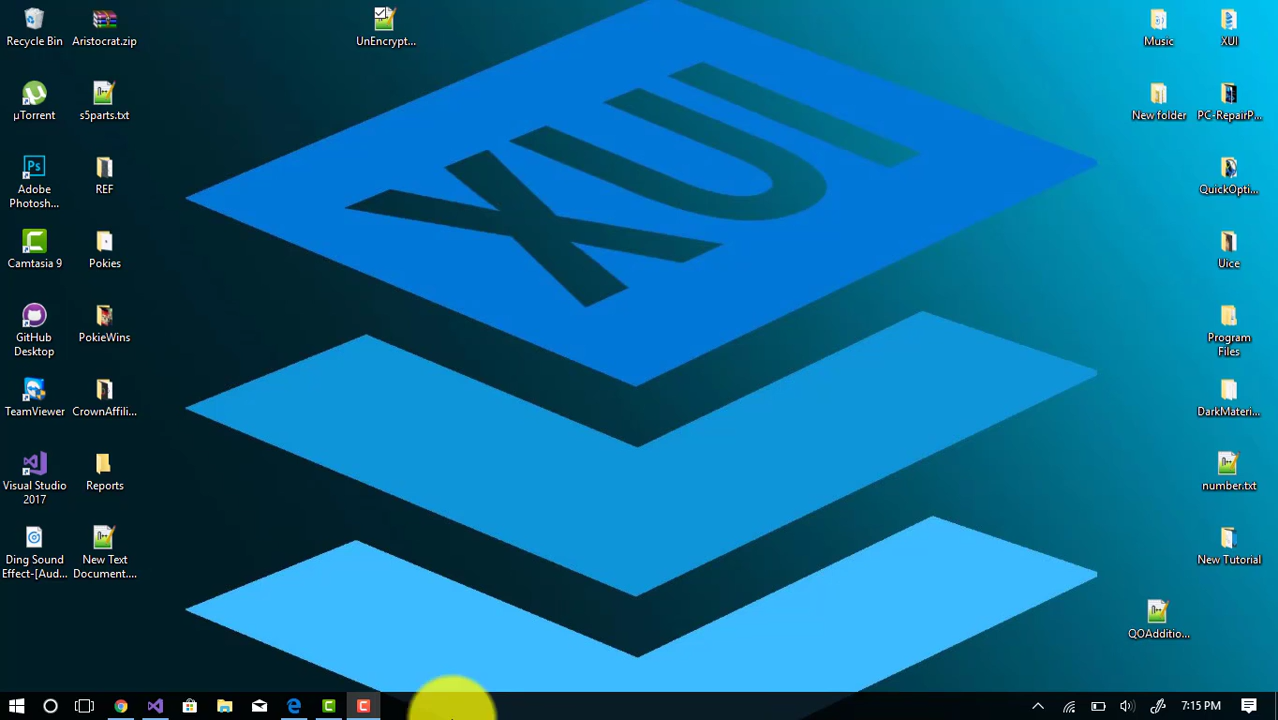 Recycle Bin
Aristocrat.zip
UnEncrypt...
Music
XUI
XUI
µTorrent
s5parts.txt
New folder
PC-RepairP...
Adobe
Photosh...
REF
QuickOpti...
Camtasia 9
Pokies
Uice
GitHub
Desktop
PokieWins
Program
Files
TeamViewer
CrownAffili...
DarkMateri...
Visual Studio
2017
Reports
number.txt
Ding Sound
Effect-[Aud...
New Text
Document....
New Tutorial
QOAdditio...
7:15 PM